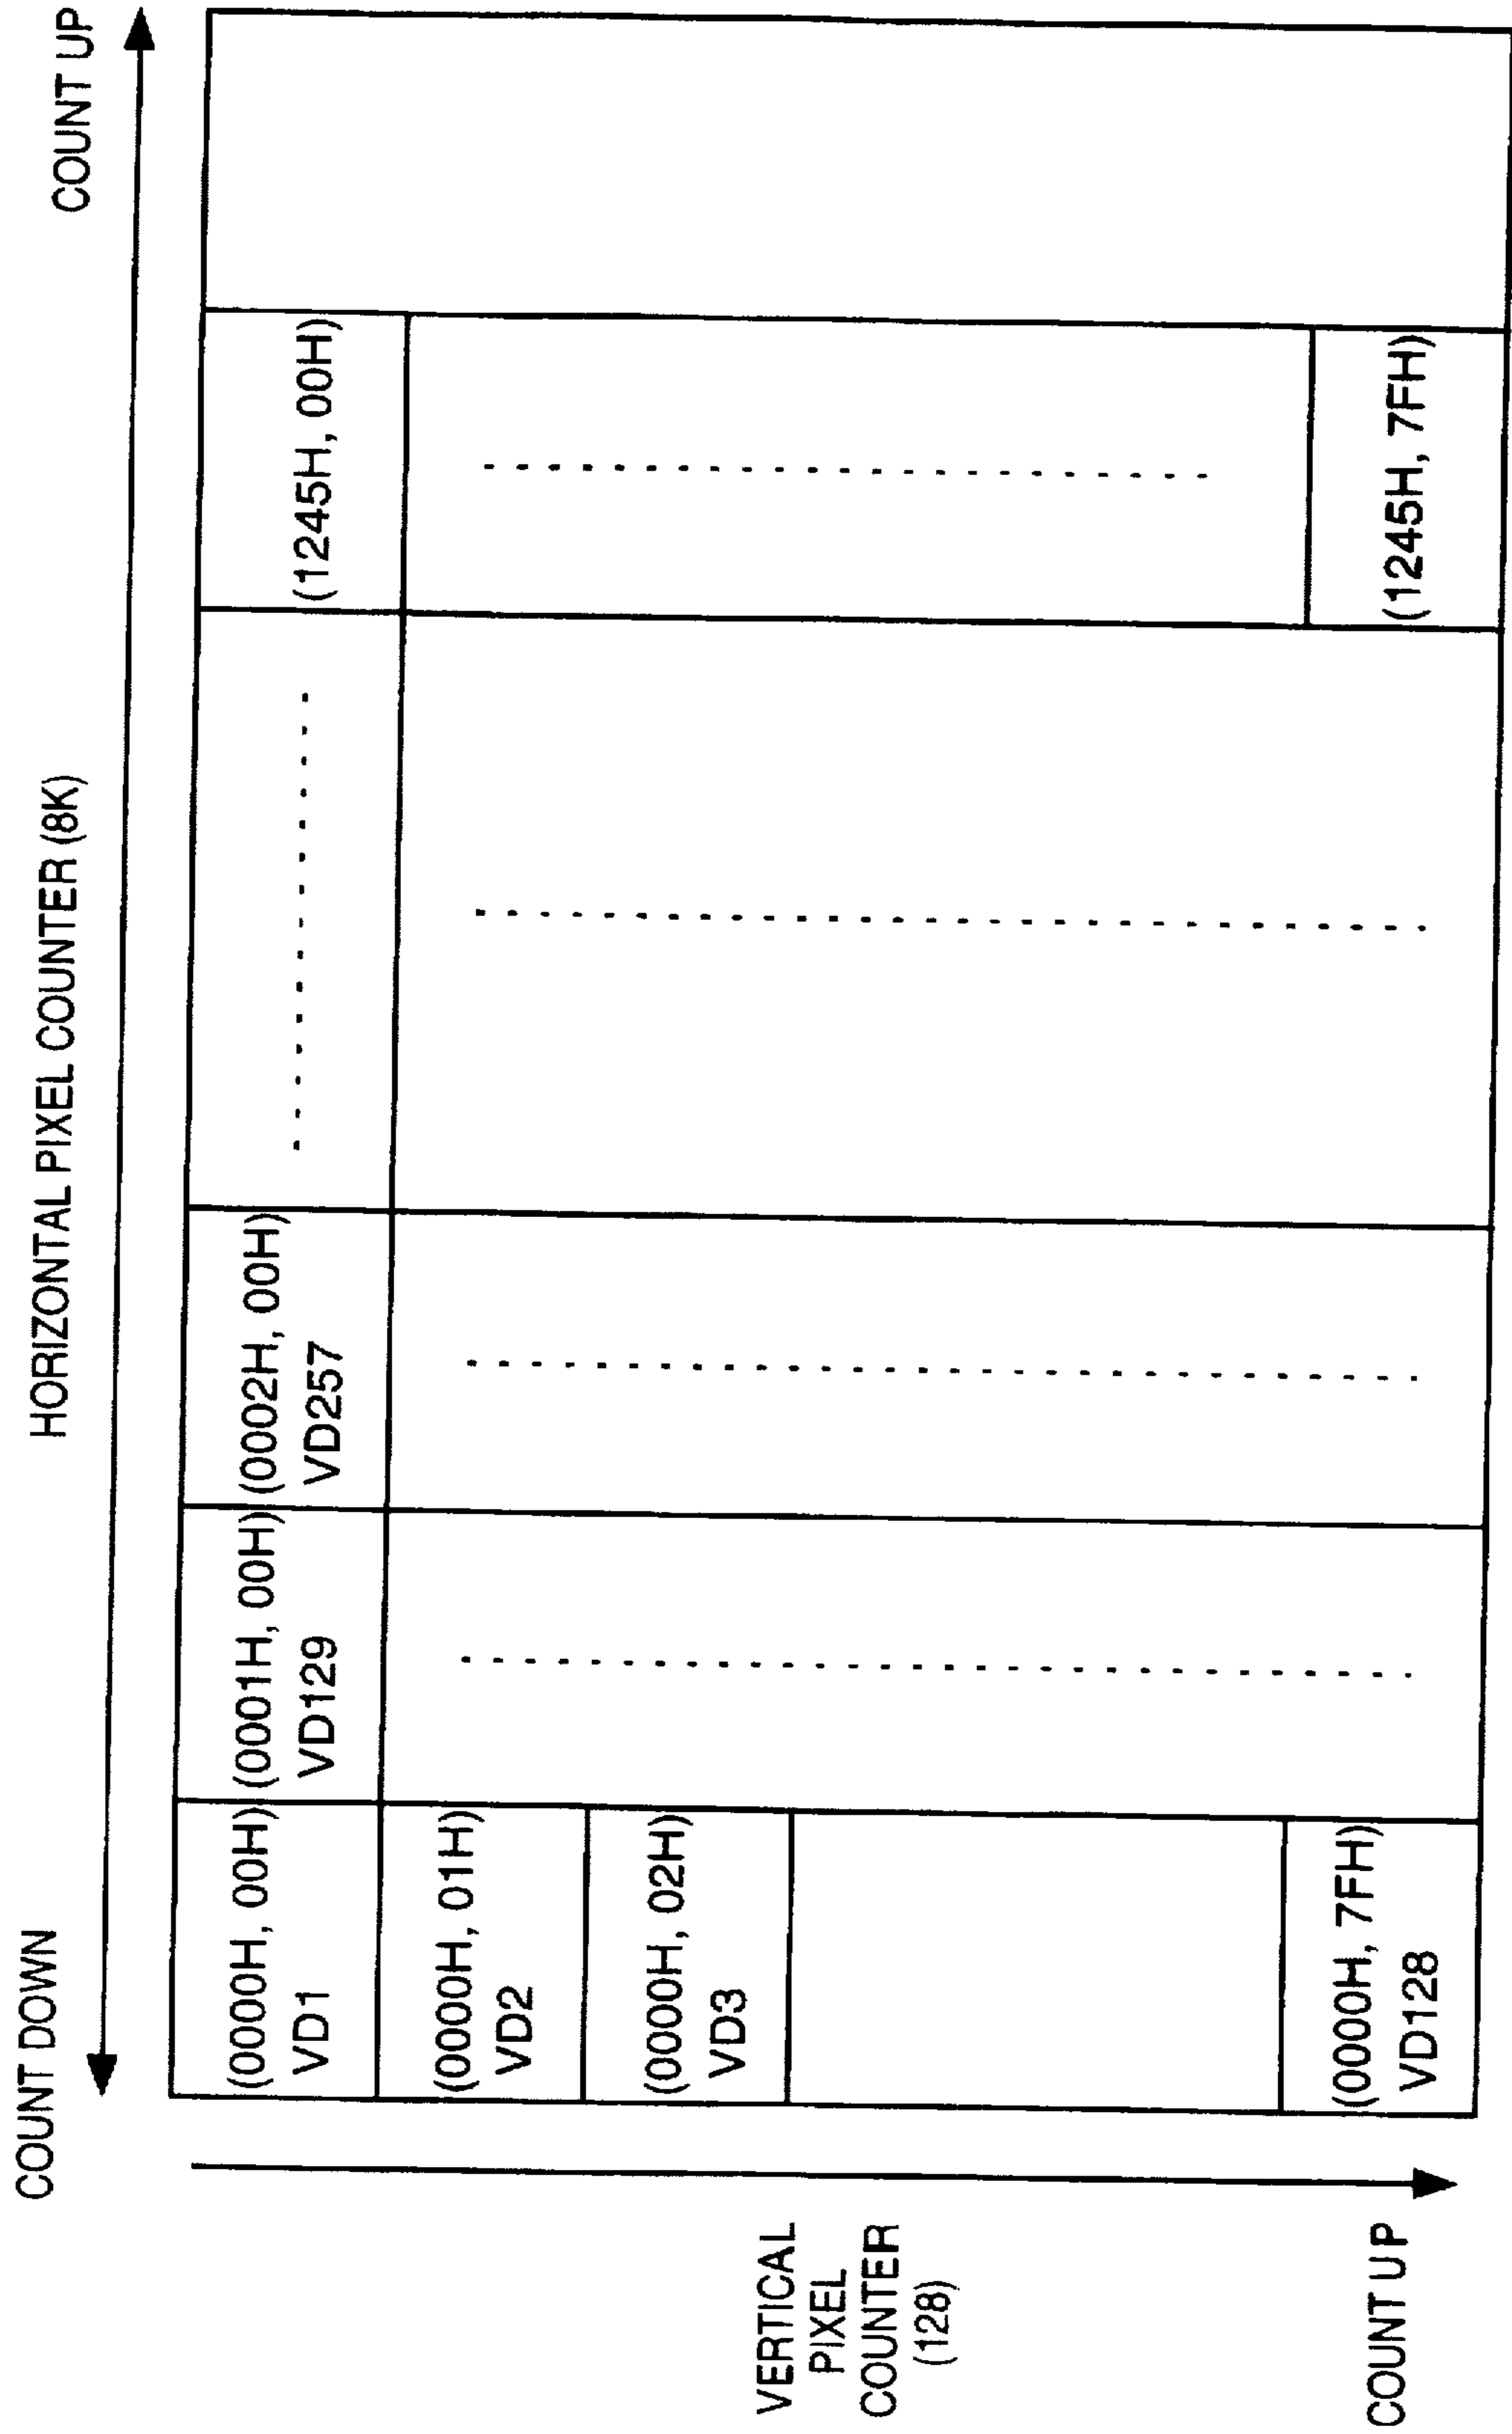 HORIZONTAL PIXEL COUNTER (8K)
COUNT DOWN
COUNT UP
(0000H, 00H)
VD1
(0001H, 00H)
VD129
(0002H, 00H)
VD257
(1245H, 00H)
(0000H, 01H)
VD2
(0000H, 02H)
VD3
(0000H, 7FH)
VD128
(1245H, 7FH)
VERTICAL
PIXEL
COUNTER
(128)
COUNT UP